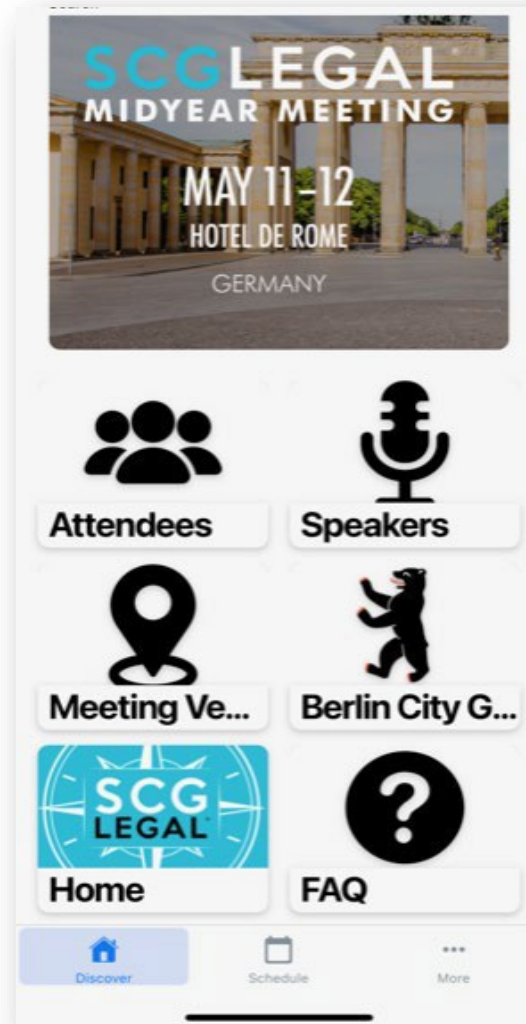 SCGLEGAL
MIDYEAR MEETING
MAY 11-12
HOTEL DE ROME
GERMANY
Attendees
Speakers
Meeting Ve...
Berlin City G...
SCG
LEGAL
Home
FAQ
Discover
Schedule
More